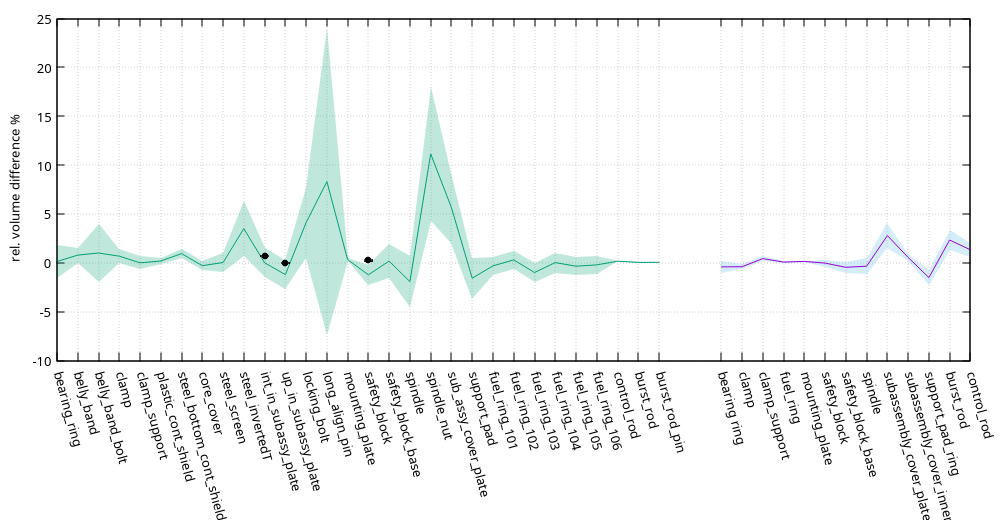 25
20
15
10
5
0
-5
-10
rel. volume difference %
bearing_ring
belly_band
belly_band_bolt
clamp
clamp_support
plastic_cont_shield
steel_bottom_cont_shield
core_cover
steel_screen
steel_invertedT
int_in_subassy_plate
up_in_subassy_plate
locking_bolt
long_align_pin
mounting_plate
safety_block
safety_block_base
spindle
spindle_nut
sub_assy_cover_plate
support_pad
fuel_ring_101
fuel_ring_102
fuel_ring_103
fuel_ring_104
fuel_ring_105
fuel_ring_106
control_rod
burst_rod
burst_rod_pin
bearing ring
clamp
clamp_support
fuel_ring
mounting_plate
safety_block
safety_block_base
spindle
subassembly_cover_plate
subassembly_cover_inner
support_pad_ring
burst_rod
control_rod